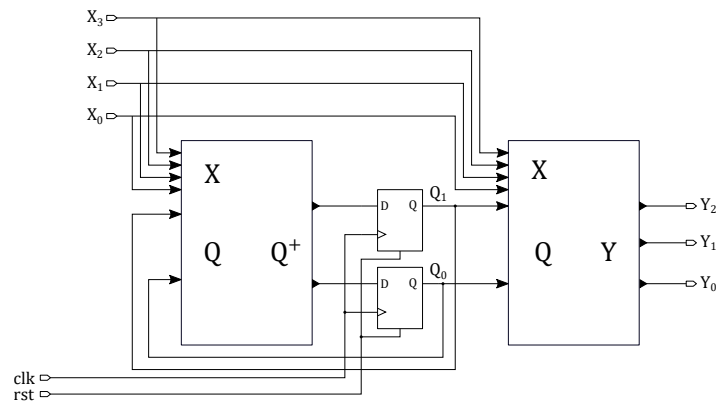 X₃
X₂
X₁
X₀
X
Q Q⁺
D Q
Q₁
D Q
Q₀
X
Q Y
Y₂
Y₁
Y₀
clk
rst